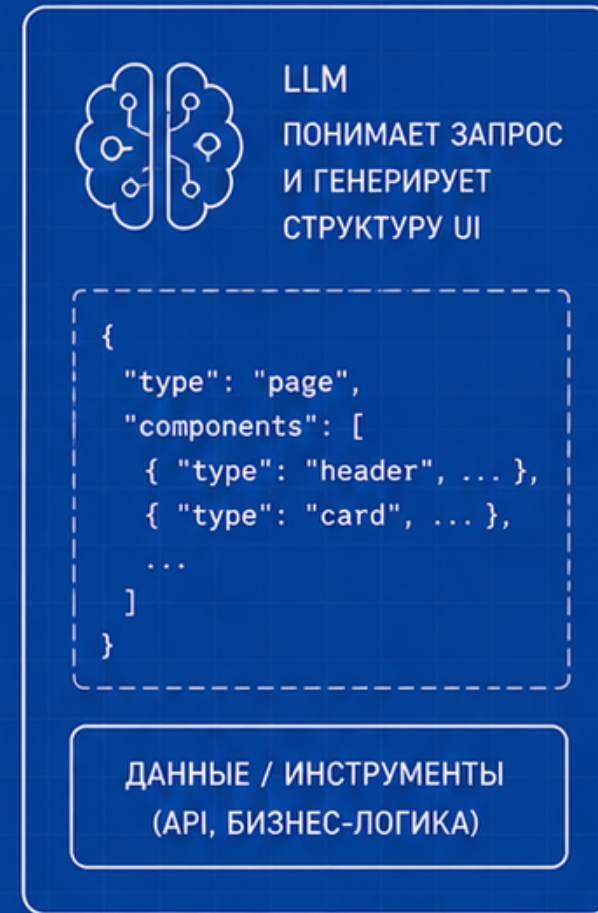 LLM
ПОНИМАЕТ ЗАПРОС
И ГЕНЕРИРУЕТ
СТРУКТУРУ UI
{
"type": "page",
"components": [
{ "type": "header", ... },
{ "type": "card", ... },
...
]
}
ДАННЫЕ / ИНСТРУМЕНТЫ
(API, БИЗНЕС-ЛОГИКА)